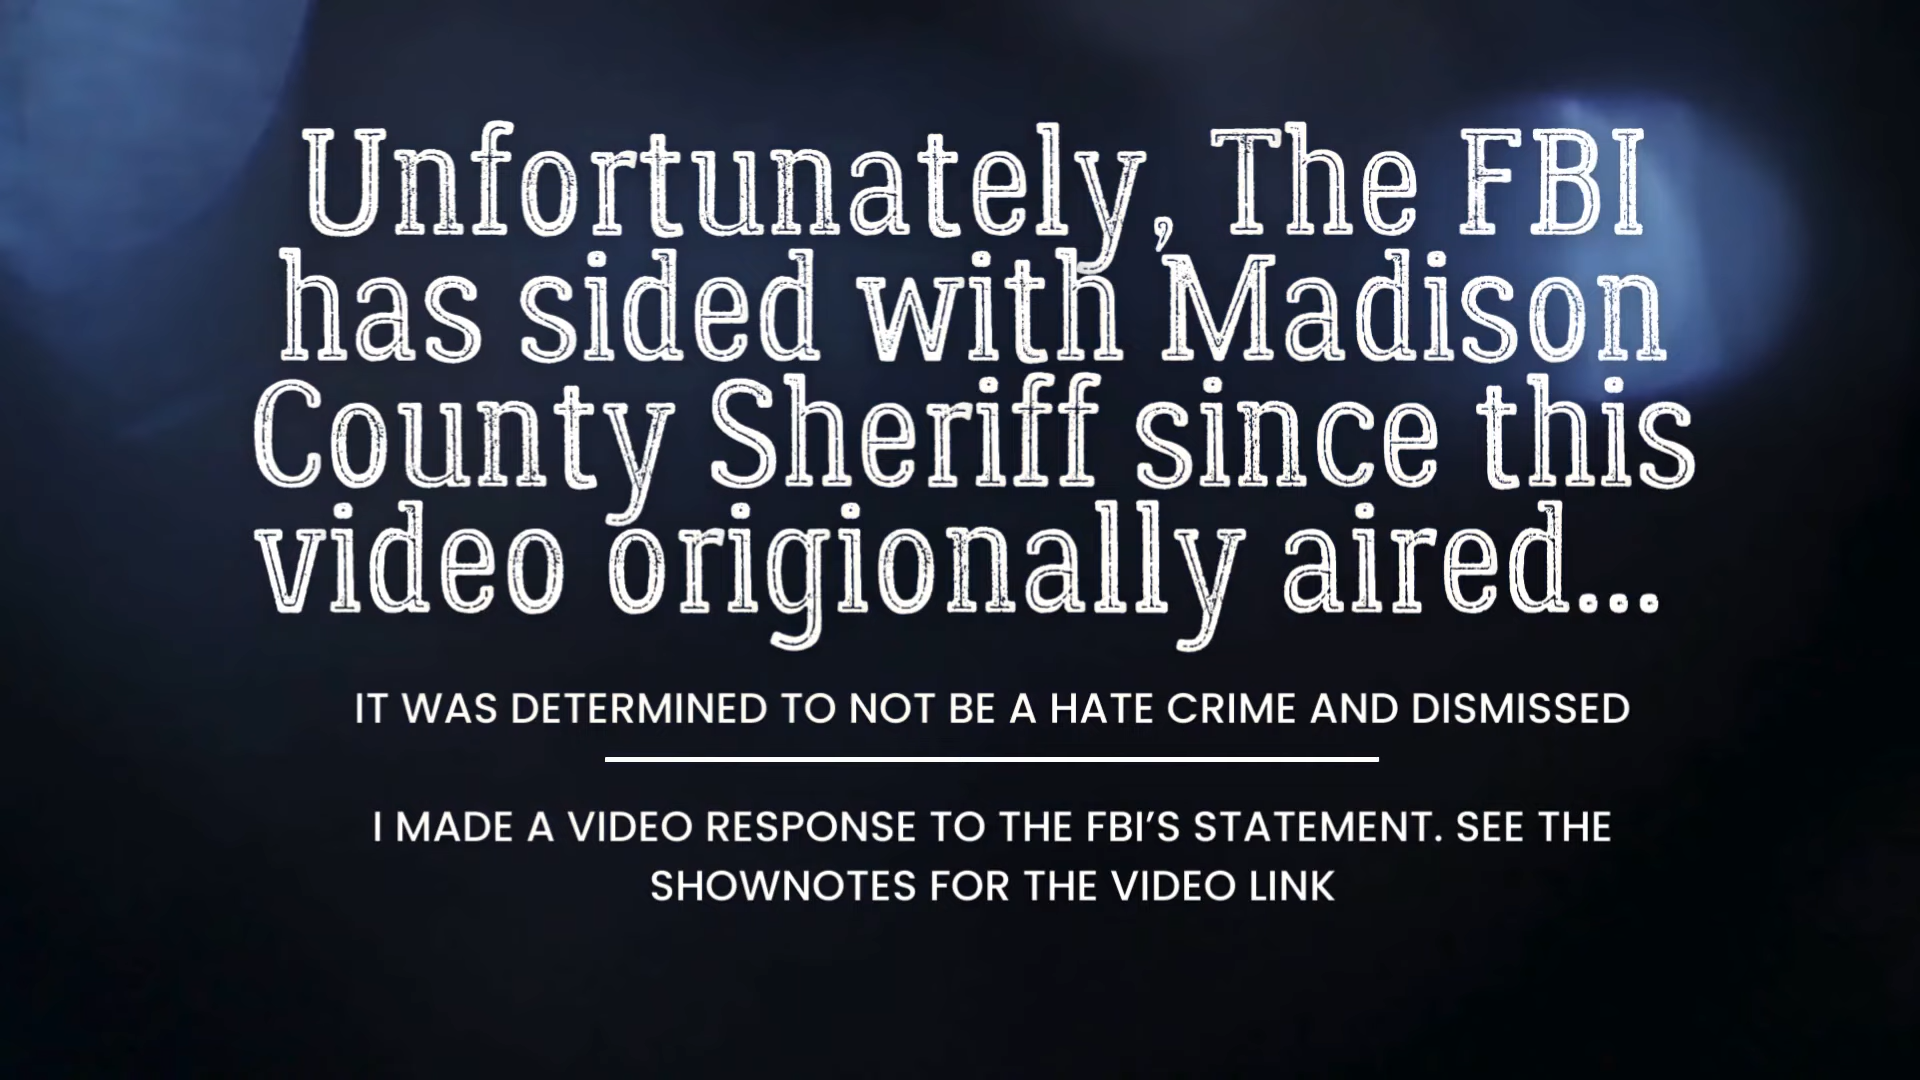 Unfortunately, The FBI
has sided with Madison
County Sheriff since this
video origionally aired...
IT WAS DETERMINED TO NOT BE A HATE CRIME AND DISMISSED
I MADE A VIDEO RESPONSE TO THE FBI’S STATEMENT. SEE THE
SHOWNOTES FOR THE VIDEO LINK